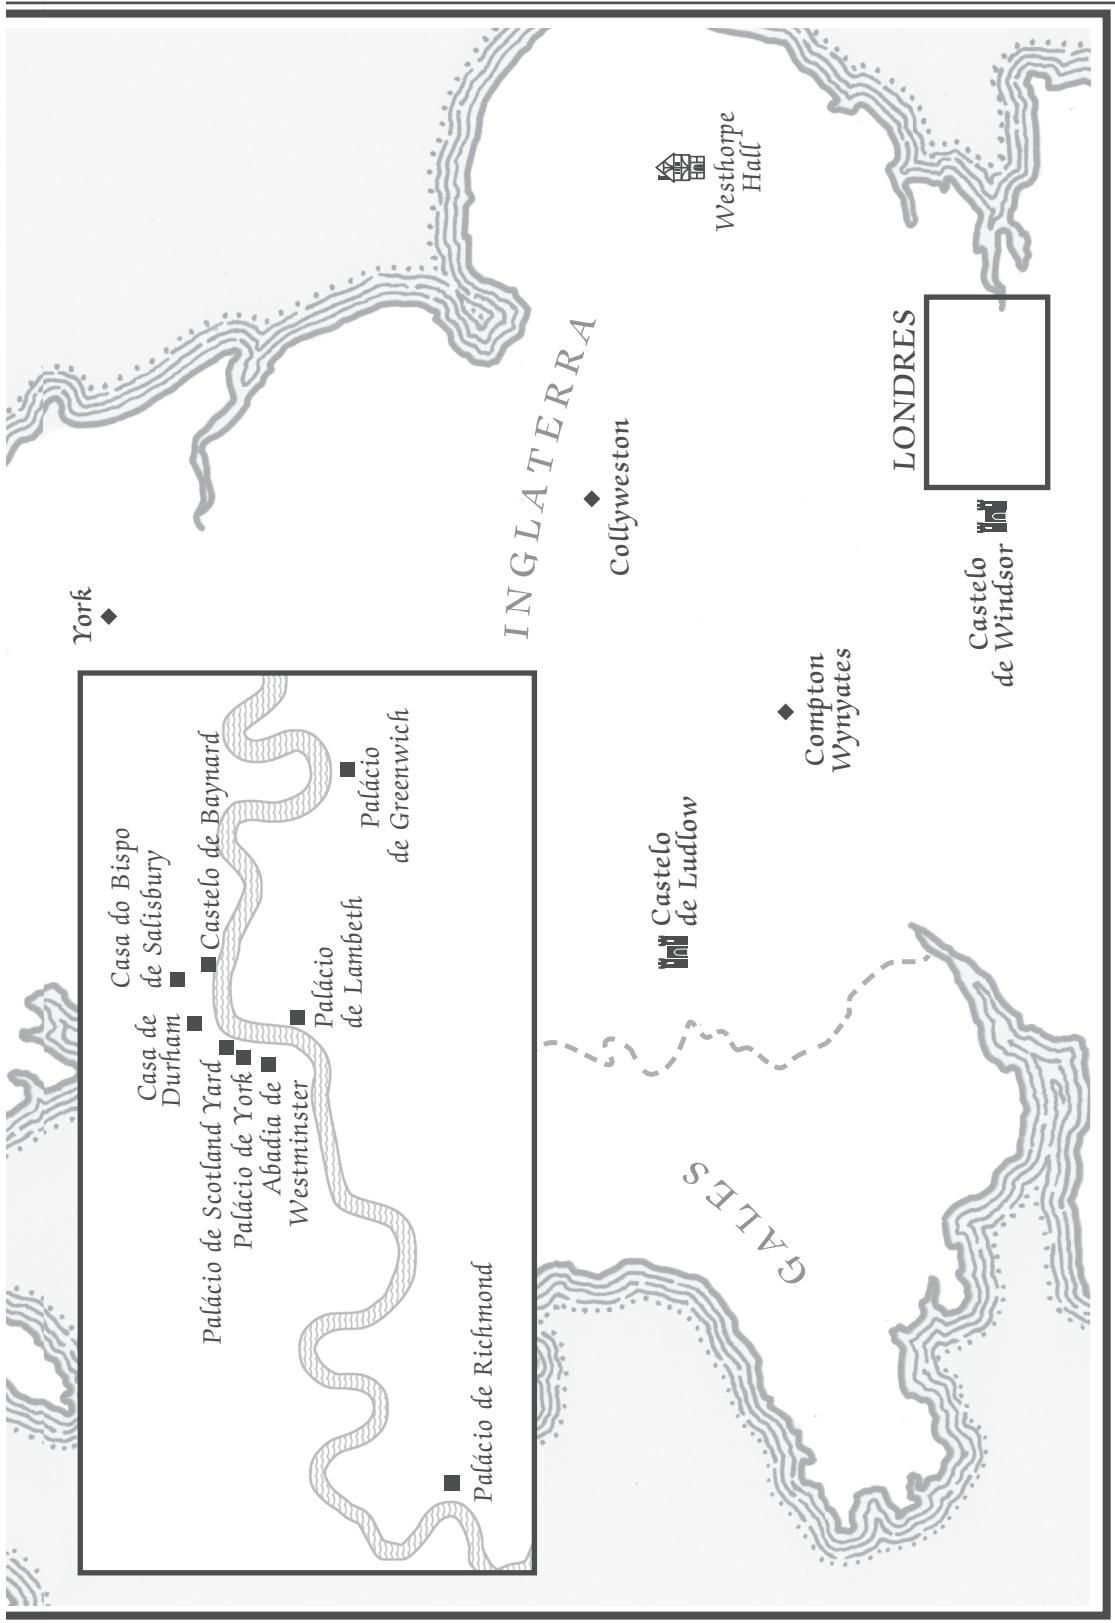 York
INGLATERRA
Collyweston
Westhorpe
Hall
LONDRES
Castelo
de Windsor
Compton
Wynyates
Castelo
de Ludlow
GALES
Casa do Bispo
de Salisbury
Castelo de Baynard
Casa de
Durham
Palácio de Scotland Yard
Palácio de York
Abadia de
Westminster
Palácio
de Lambeth
Palácio
de Greenwich
Palácio de Richmond